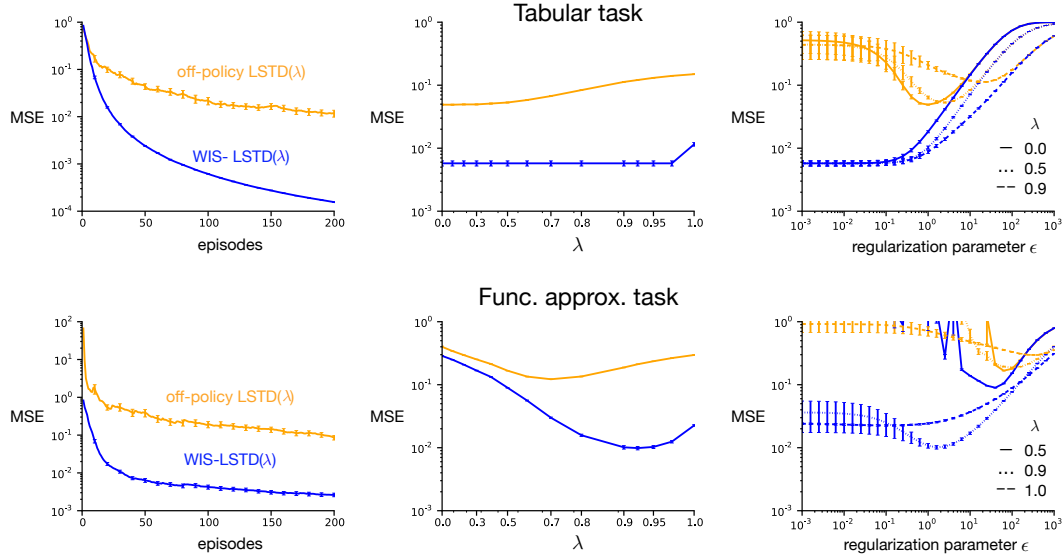 Tabular task
10^0
10^-1
MSE
10^-2
10^-3
10^-4
off-policy LSTD(λ)
WIS- LSTD(λ)
0 50 100 150 200
episodes
10^0
10^-1
MSE
10^-2
10^-3
0.0 0.3 0.5 0.7 0.8 0.9 0.95 1.0
λ
10^0
10^-1
MSE
10^-2
10^-3
λ
0.0
0.5
0.9
10^-3 10^-2 10^-1 10^0 10^1 10^2 10^3
regularization parameter ϵ
Func. approx. task
10^2
10^1
10^0
MSE
10^-1
10^-2
10^-3
off-policy LSTD(λ)
WIS-LSTD(λ)
0 50 100 150 200
episodes
10^0
10^-1
MSE
10^-2
10^-3
0.0 0.3 0.5 0.7 0.8 0.9 0.95 1.0
λ
10^0
10^-1
MSE
10^-2
10^-3
λ
0.5
0.9
1.0
10^-3 10^-2 10^-1 10^0 10^1 10^2 10^3
regularization parameter ϵ